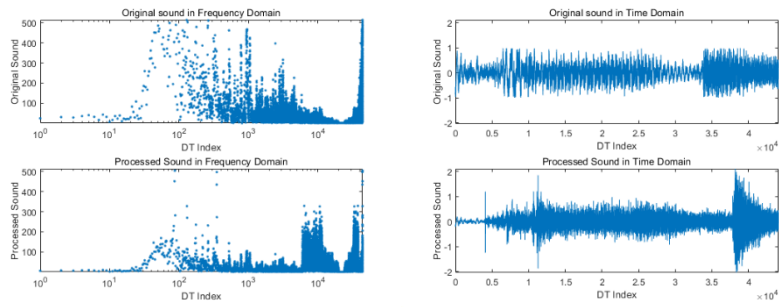 Original sound in Frequency Domain
Original Sound
500
400
300
200
100
10^0 10^1 10^2 10^3 10^4
DT Index
Processed Sound in Frequency Domain
Processed Sound
500
400
300
200
100
10^0 10^1 10^2 10^3 10^4
DT Index
Original sound in Time Domain
Original Sound
2
1
0
-1
-2
0 0.5 1 1.5 2 2.5 3 3.5 4
DT Index
×10^4
Processed Sound in Time Domain
Processed Sound
2
1
0
-1
-2
0 0.5 1 1.5 2 2.5 3 3.5 4
DT Index
×10^4